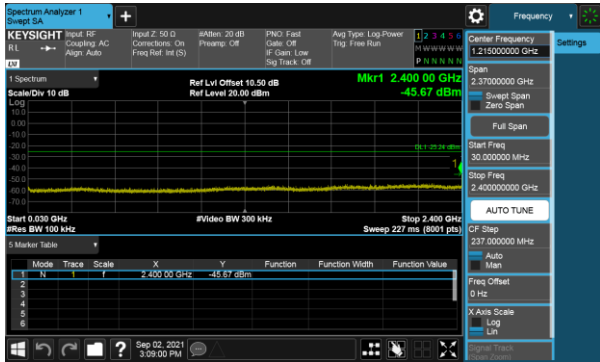 Spectrum Analyzer 1
Swept SA
Frequency
KEYSIGHT
RL
Input: RF
Coupling: AC
Align: Auto
Input Z: 50 Ω
Corrections: On
Freq Ref: Int (S)
#Atten: 20 dB
Preamp: Off
PNO: Fast
Gate: Off
IF Gain: Low
Sig Track: Off
Avg Type: Log-Power
Trig: Free Run
1 2 3 4 5 6
M W W W W W
P N N N N N
1 Spectrum
Scale/Div 10 dB
Ref Lvl Offset 10.50 dB
Ref Level 20.00 dBm
Mkr1 2.400 00 GHz
-45.67 dBm
Log
10.0
0.00
-10.0
-20.0
-30.0
-40.0
-50.0
-60.0
-70.0
DL1 -25.24 dBm
1
Start 0.030 GHz
#Res BW 100 kHz
#Video BW 300 kHz
Stop 2.400 GHz
Sweep 227 ms (8001 pts)
5 Marker Table
Mode Trace Scale X Y Function Function Width Function Value
1 N 1 f 2.400 00 GHz -45.67 dBm
2
3
4
5
6
Sep 02, 2021
3:09:00 PM
Center Frequency
1.215000000 GHz
Settings
Span
2.37000000 GHz
Swept Span
Zero Span
Full Span
Start Freq
30.000000 MHz
Stop Freq
2.400000000 GHz
AUTO TUNE
CF Step
237.000000 MHz
Auto
Man
Freq Offset
0 Hz
X Axis Scale
Log
Lin
Signal Track
(Span Zoom)